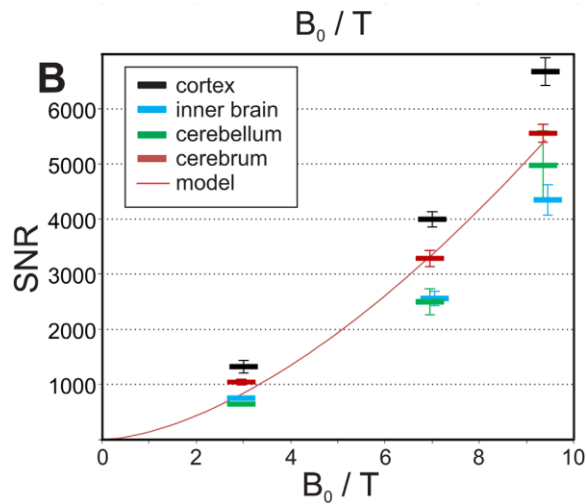 B₀ / T
B
cortex
inner brain
cerebellum
cerebrum
model
SNR
6000
5000
4000
3000
2000
1000
0 2 4 6 8 10
B₀ / T